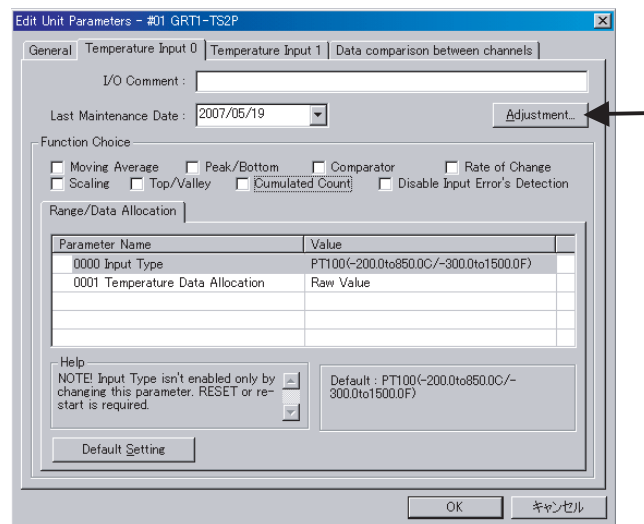 Edit Unit Parameters - #01 GRT1-TS2P
General Temperature Input 0 Temperature Input 1 Data comparison between channels
I/O Comment :
Last Maintenance Date : 2007/05/19 Adjustment...
Function Choice
Moving Average Peak/Bottom Comparator Rate of Change
Scaling Top/Valley Cumulated Count Disable Input Error's Detection
Range/Data Allocation
Parameter Name Value
0000 Input Type PT100(-200.0to850.0C/-300.0to1500.0F)
0001 Temperature Data Allocation Raw Value
Help
NOTE! Input Type isn't enabled only by
changing this parameter. RESET or re-
start is required.
Default : PT100(-200.0to850.0C/-
300.0to1500.0F)
Default Setting
OK キャンセル